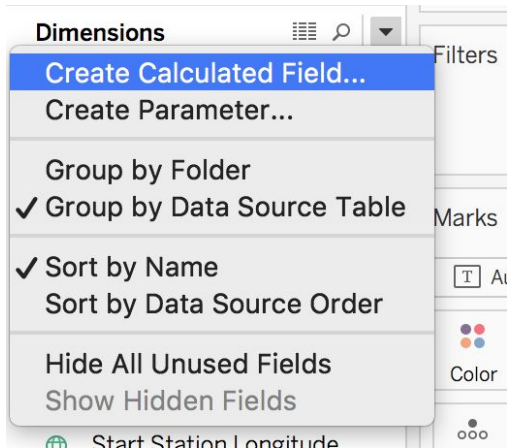 Dimensions
Filters
Create Calculated Field...
Create Parameter...
Group by Folder
✓ Group by Data Source Table
Marks
✓ Sort by Name
T
Sort by Data Source Order
Hide All Unused Fields
Color
Show Hidden Fields
Start Station Longitude